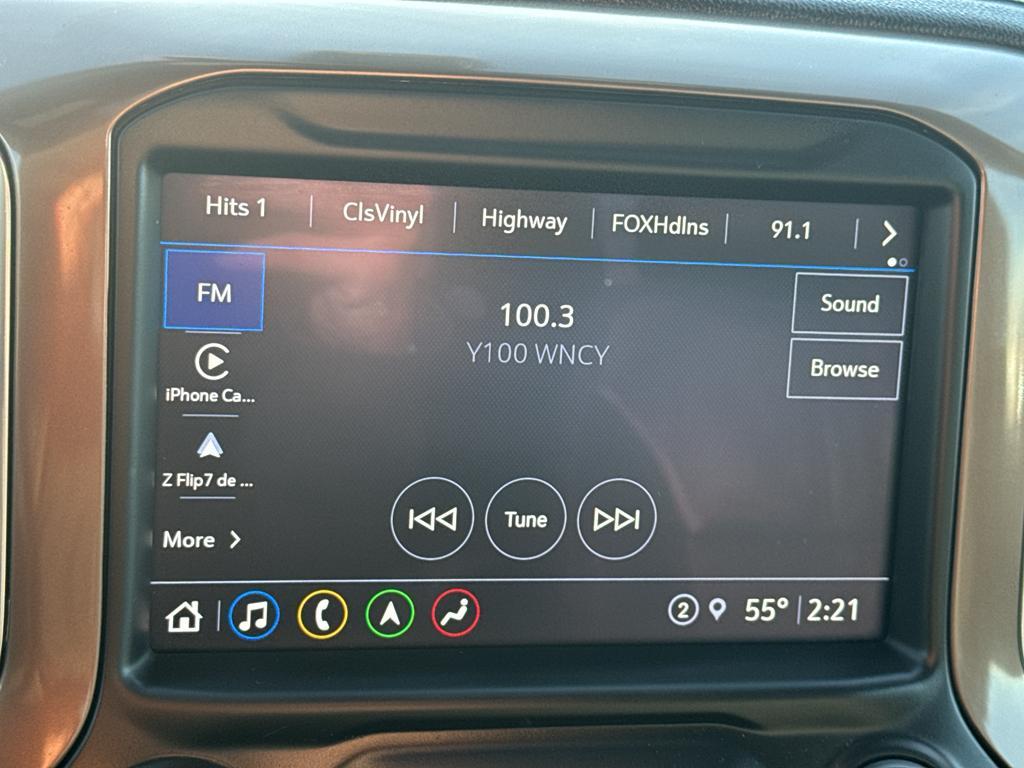 Hits 1
ClsVinyl
Highway
FOXHdlns
91.1
FM
100.3
Y100 WNCY
Sound
Browse
iPhone Ca...
Z Flip7 de ...
More
Tune
2
55°
2:21